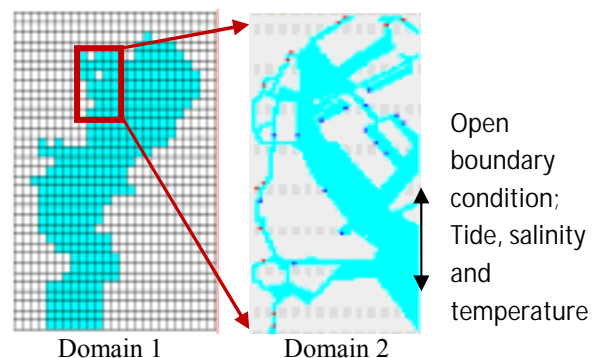 Open
boundary
condition;
Tide, salinity
and
temperature
Domain 1
Domain 2